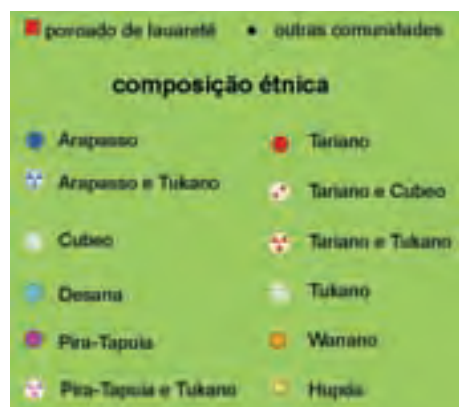 poroado de Iauaretê • outras comunidades
composição étnica
Arapasso
Tariano
Arapasso e Tukano
Tariano e Cubeo
Cubeo
Tariano e Tukano
Desana
Tukano
Pira-Tapuia
Wanano
Pira-Tapuia e Tukano
Hupda